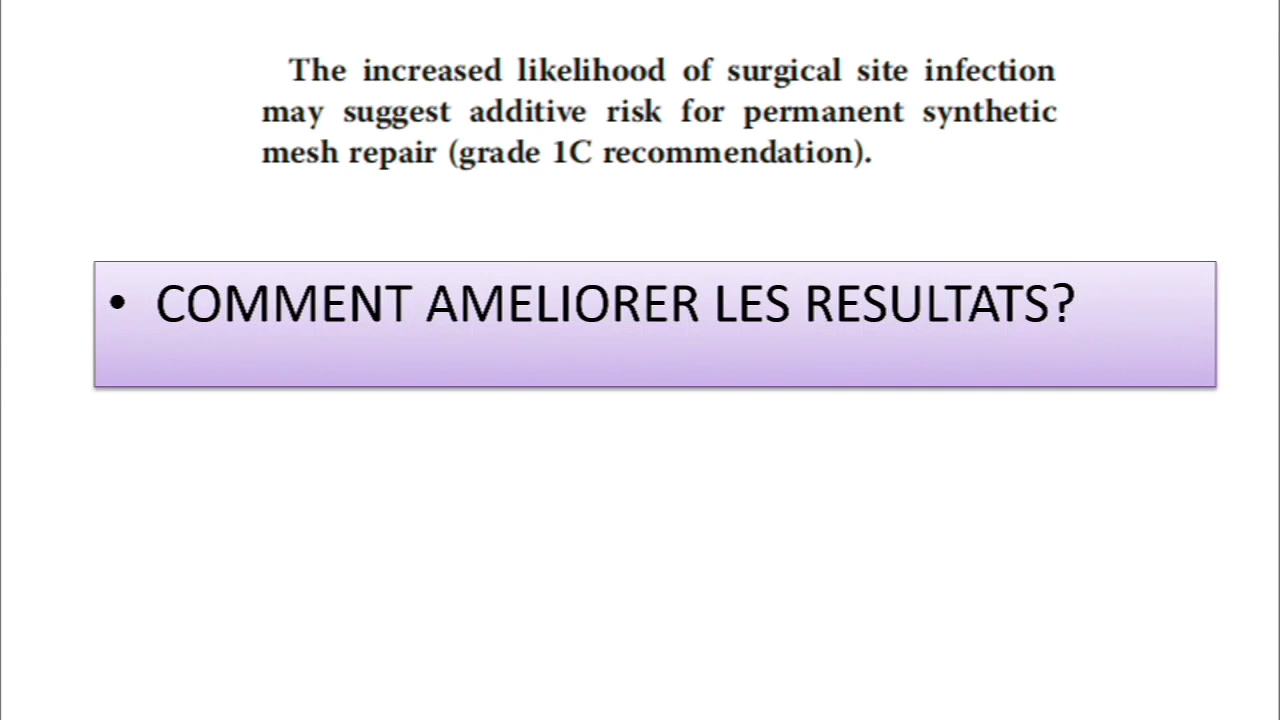 The increased likelihood of surgical site infection
may suggest additive risk for permanent synthetic
mesh repair (grade 1C recommendation).
• COMMENT AMELIORER LES RESULTATS?